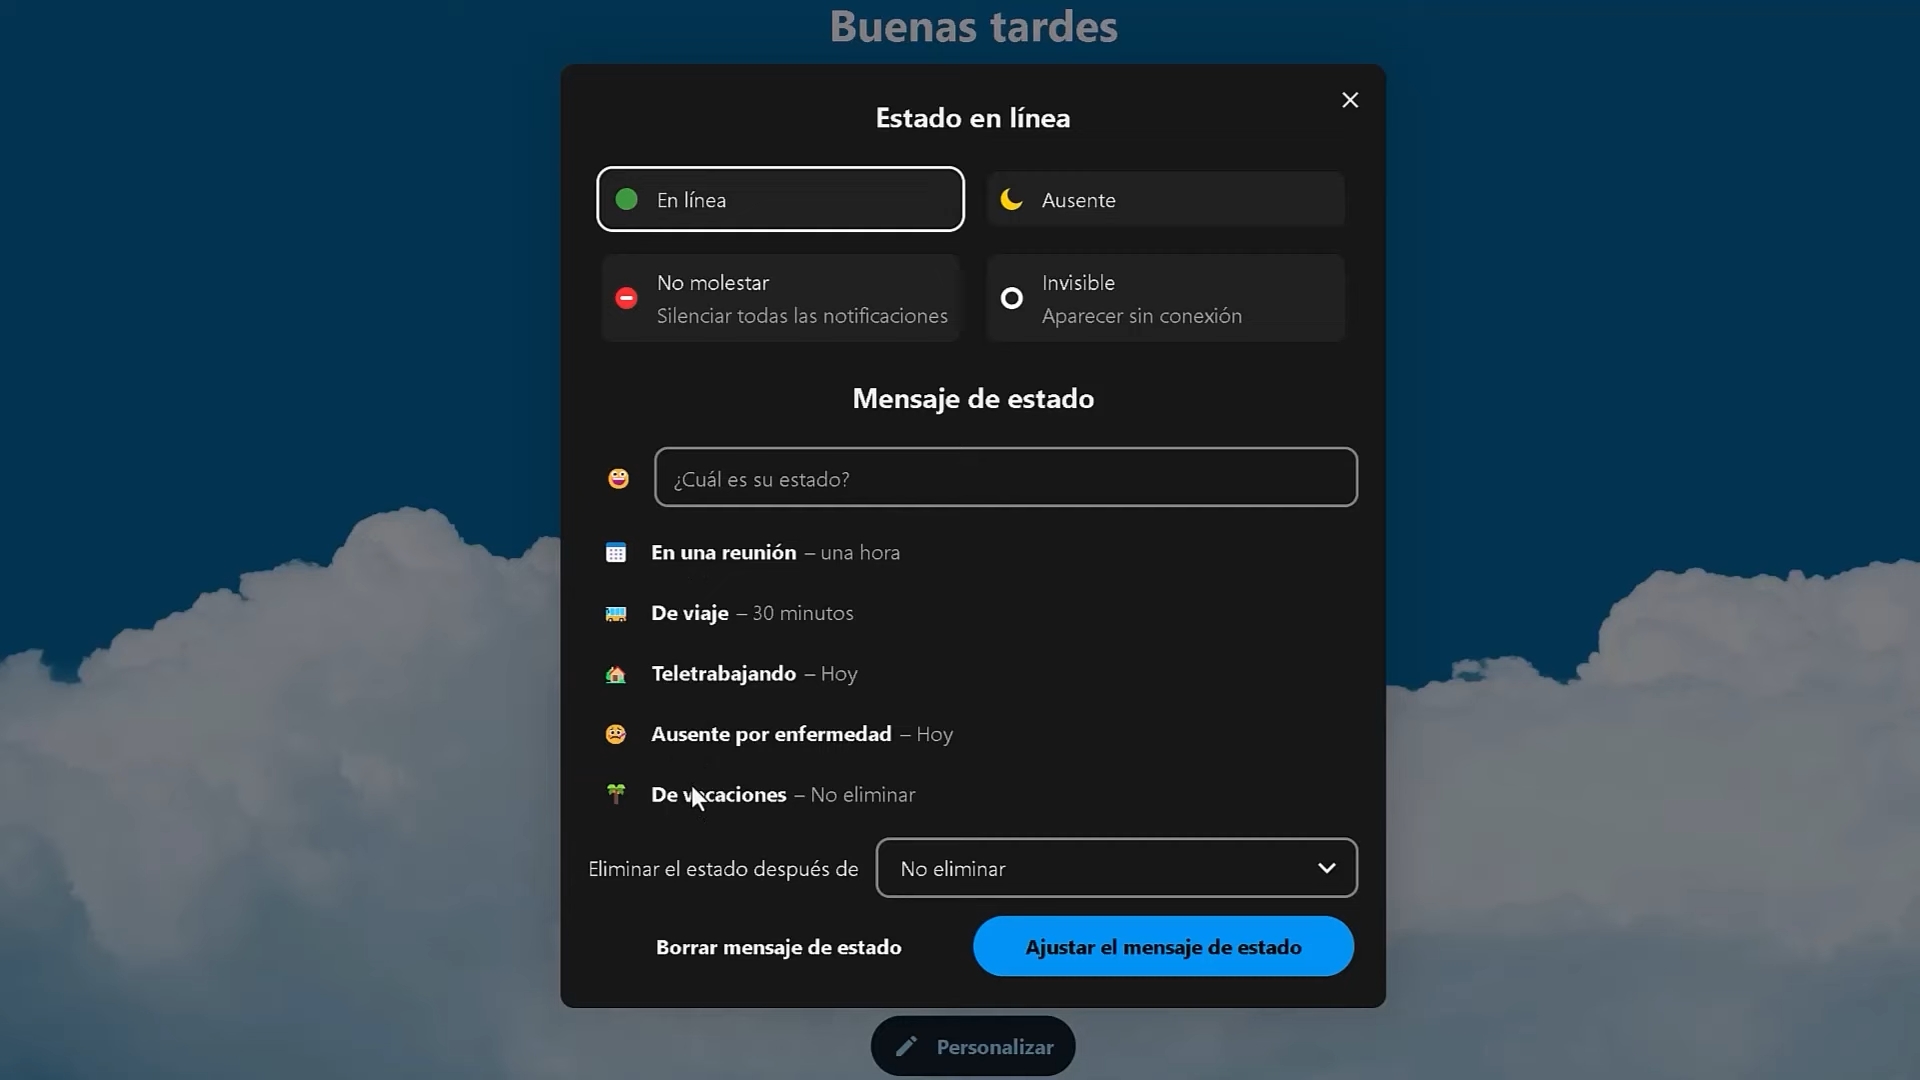 Buenas tardes
Estado en línea
En línea
Ausente
No molestar
Silenciar todas las notificaciones
Invisible
Aparecer sin conexión
Mensaje de estado
¿Cuál es su estado?
En una reunión – una hora
De viaje – 30 minutos
Teletrabajando – Hoy
Ausente por enfermedad – Hoy
De vacaciones – No eliminar
Eliminar el estado después de
No eliminar
Borrar mensaje de estado
Ajustar el mensaje de estado
Personalizar